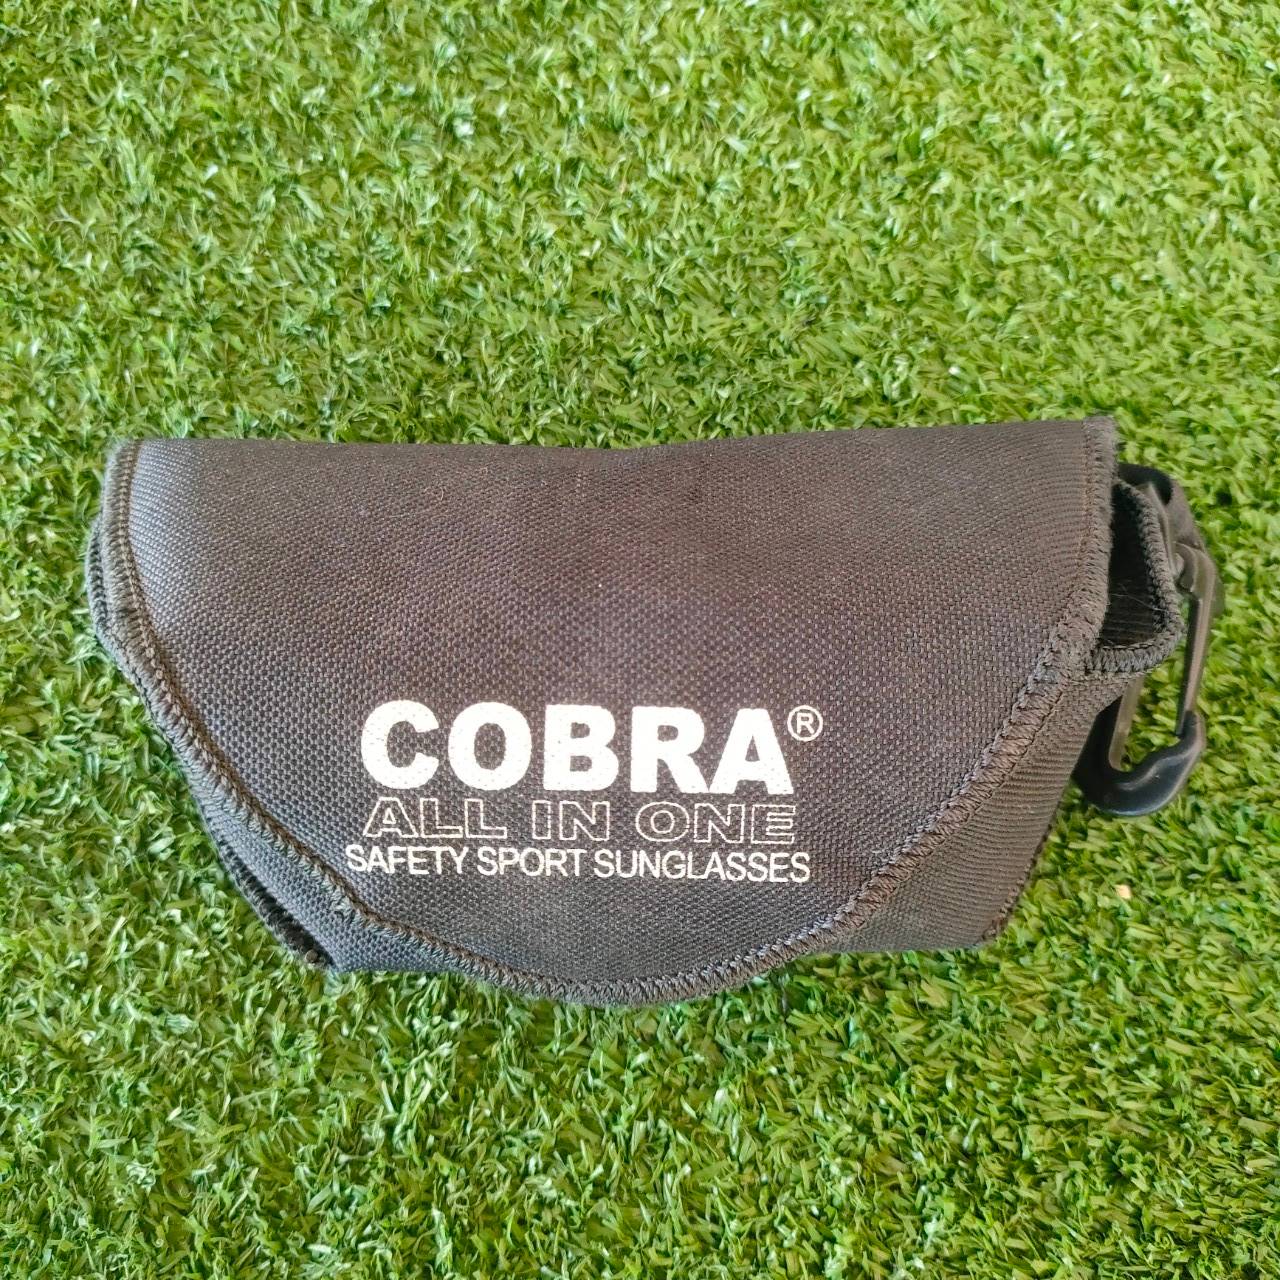 COBRA®
ALL IN ONE
SAFETY SPORT SUNGLASSES